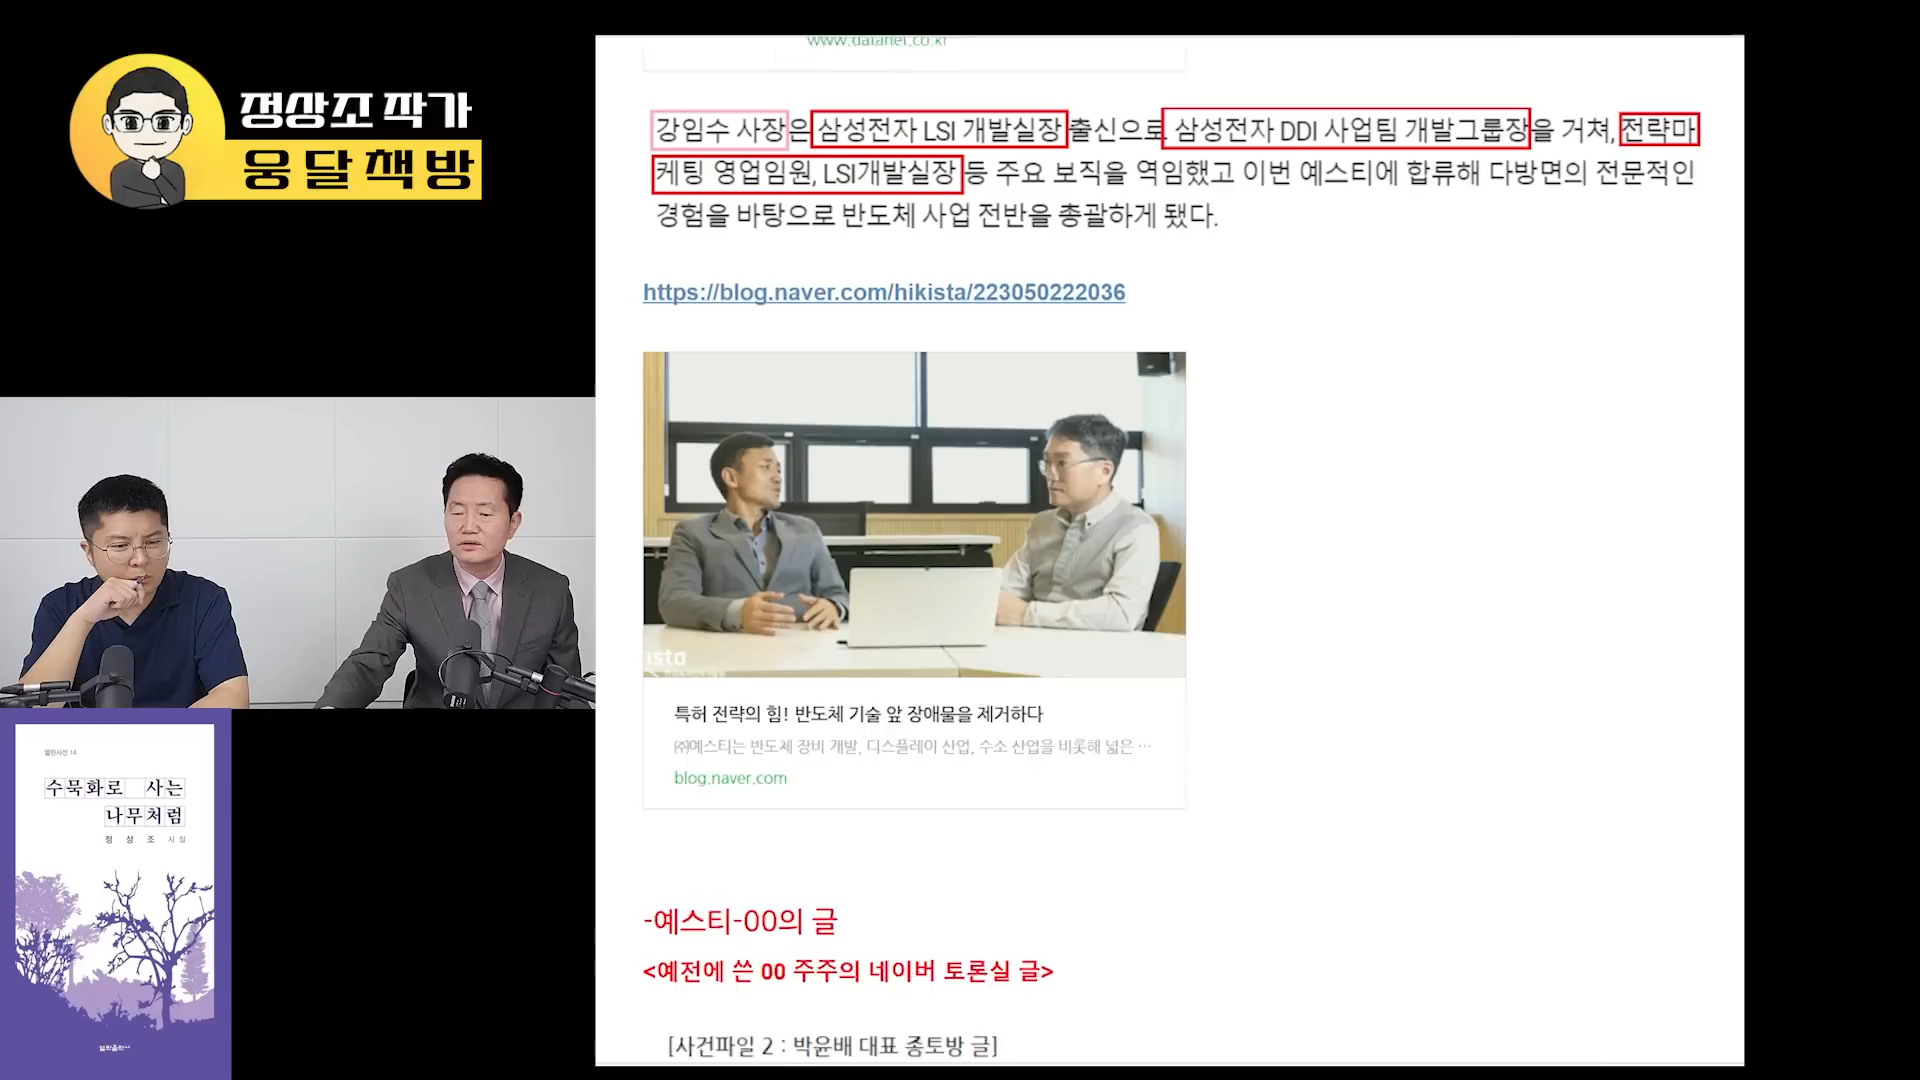 정상조 작가
웅달책방
www.datanet.co.kr
강임수 사장은 삼성전자 LSI 개발실장 출신으로 삼성전자 DDI 사업팀 개발그룹장을 거쳐, 전략마
케팅 영업임원, LSI개발실장 등 주요 보직을 역임했고 이번 예스티에 합류해 다방면의 전문적인
경험을 바탕으로 반도체 사업 전반을 총괄하게 됐다.
https://blog.naver.com/hikista/223050222036
ista
특허 전략의 힘! 반도체 기술 앞 장애물을 제거하다
㈜예스티는 반도체 장비 개발, 디스플레이 산업, 수소 산업을 비롯해 넓은 …
blog.naver.com
-예스티-00의 글
<예전에 쓴 00 주주의 네이버 토론실 글>
[사건파일 2 : 박윤배 대표 종토방 글]
열린시선 14
수묵화로 사는
나무처럼
정 상 조 시 집